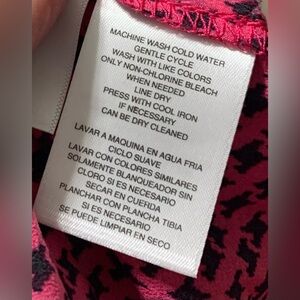 MACHINE WASH COLD WATER
GENTLE CYCLE
WASH WITH LIKE COLORS
ONLY NON-CHLORINE BLEACH
WHEN NEEDED
LINE DRY
PRESS WITH COOL IRON
IF NECESSARY
CAN BE DRY CLEANED
LAVAR A MAQUINA EN AGUA FRIA
CICLO SUAVE
LAVAR CON COLORES SIMILARES
SOLAMENTE BLANQUEADOR SIN
CLORO SI ES NECESARIO
SECAR EN CUERDA
PLANCHAR CON PLANCHA TIBIA
SI ES NECESARIO
SE PUEDE LIMPIAR EN SECO